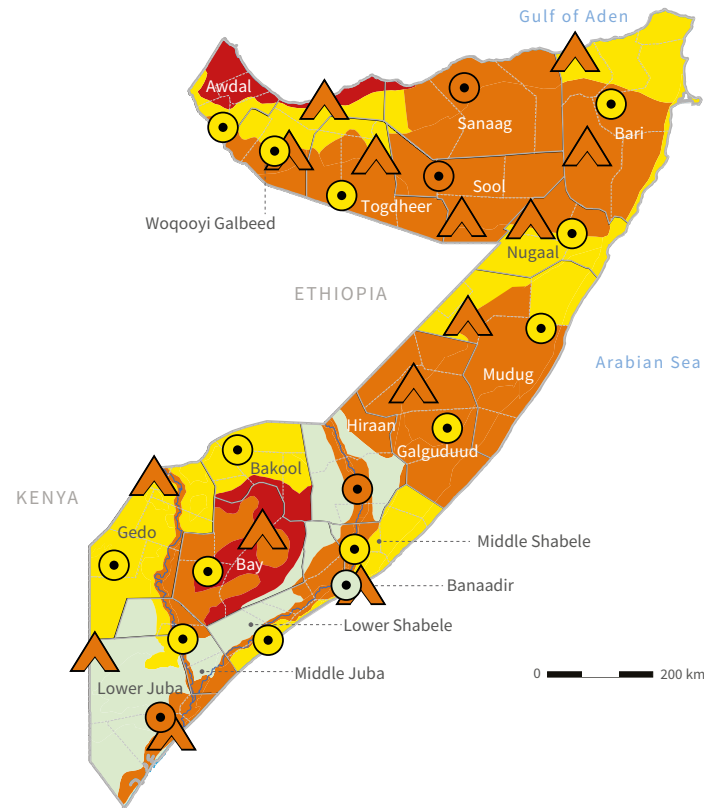 Gulf of Aden
Awdal
Sanaag
Bari
Sool
Togdheer
Woqooyi Galbeed
Nugaal
ETHIOPIA
Arabian Sea
Mudug
Hiraan
Galguduud
Bakool
KENYA
Gedo
Middle Shabele
Bay
Banaadir
Lower Shabele
Middle Juba
0 200 km
Lower Juba